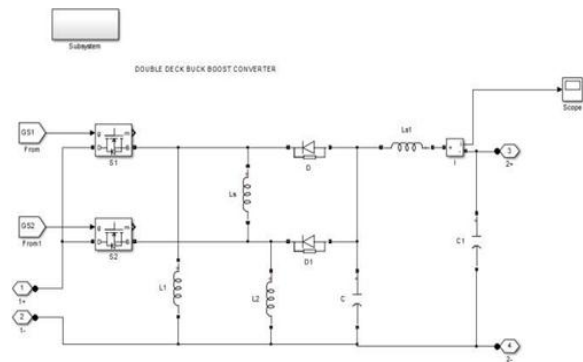 Subsystem
DOUBLE DECK BUCK BOOST CONVERTER
Scope
GS1
From
g
m
D
S
S1
D
Ls1
+
i
-
I
3
2+
Ls
GS2
From1
g
m
D
S
S2
D1
C1
1
1+
L1
L2
C
2
1-
4
2-